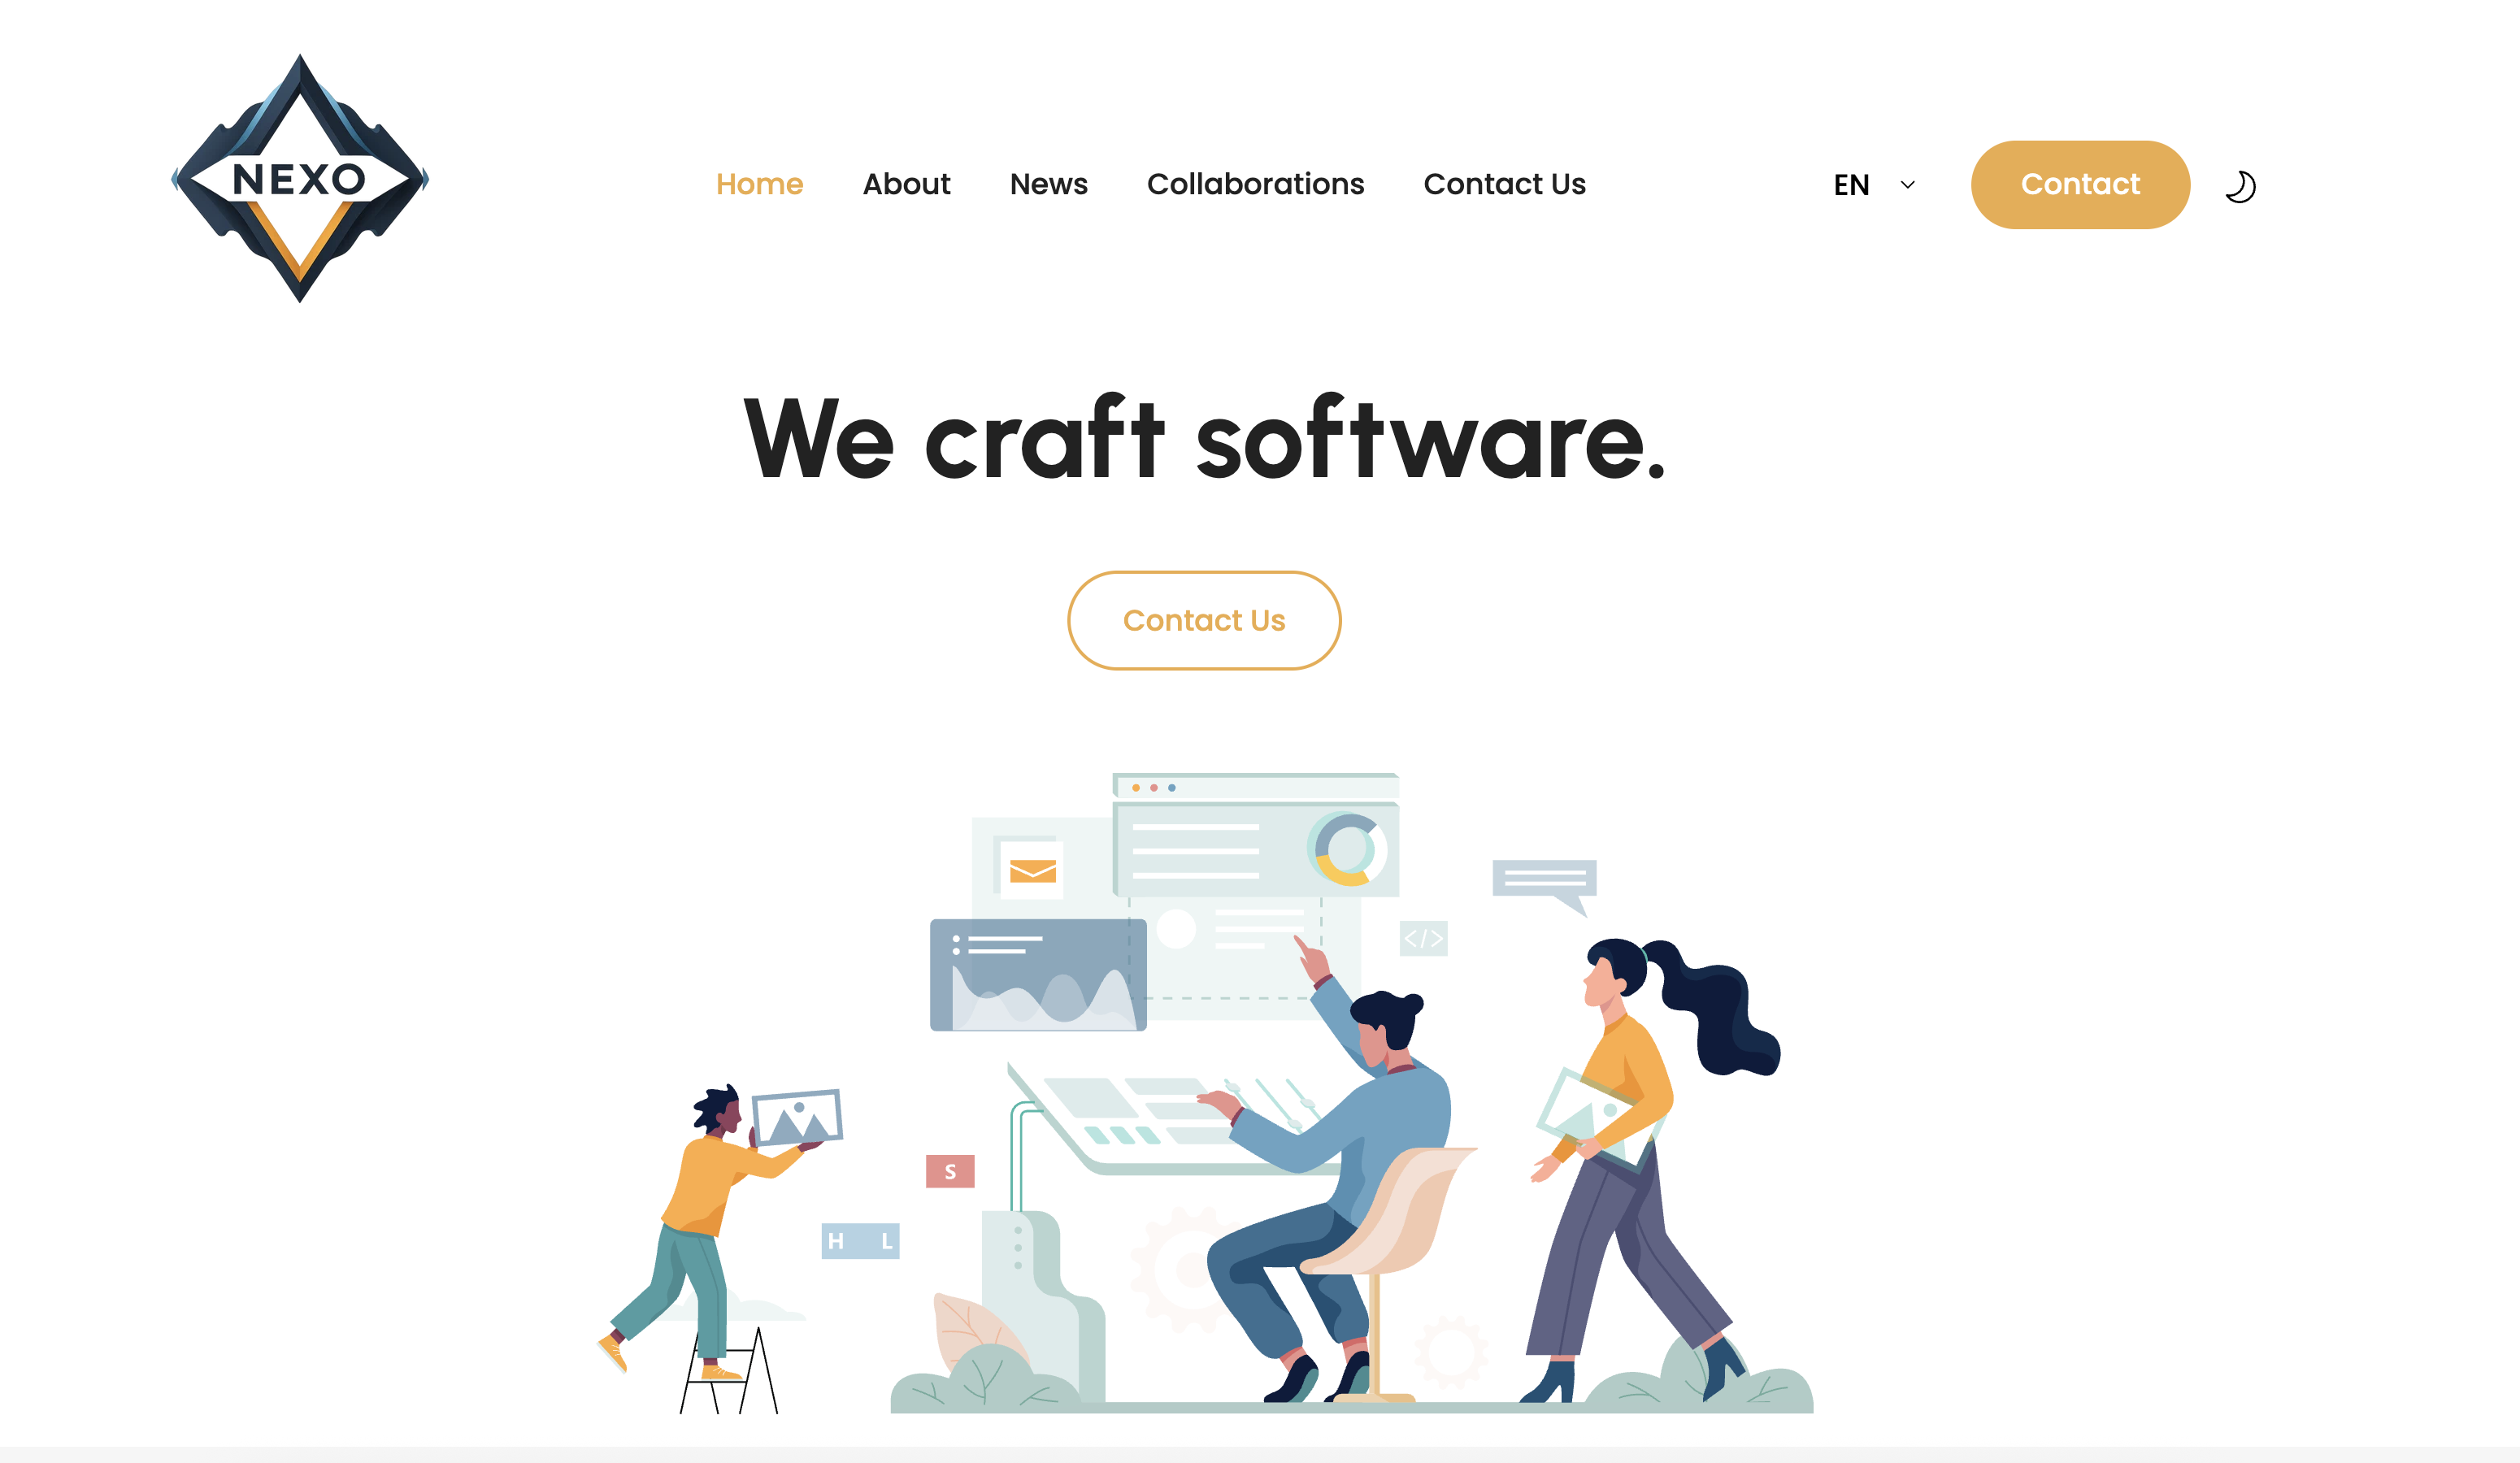 NEXO
Home About News Collaborations Contact Us EN Contact
We craft software.
Contact Us
</>
S
H L